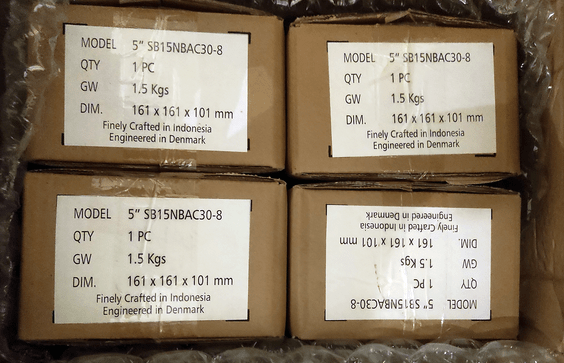 MODEL 5" SB15NBAC30-8
QTY 1 PC
GW 1.5 Kgs
DIM. 161 x 161 x 101 mm
Finely Crafted in Indonesia
Engineered in Denmark
MODEL 5" SB15NBAC30-8
QTY 1 PC
GW 1.5 Kgs
DIM. 161 x 161 x 101 mm
Finely Crafted in Indonesia
Engineered in Denmark
MODEL 5" SB15NBAC30-8
QTY 1 PC
GW 1.5 Kgs
DIM. 161 x 161 x 101 mm
Finely Crafted in Indonesia
Engineered in Denmark
MODEL 5" SB15NBAC30-8
QTY 1 PC
GW 1.5 Kgs
DIM. 161 x 161 x 101 mm
Finely Crafted in Indonesia
Engineered in Denmark